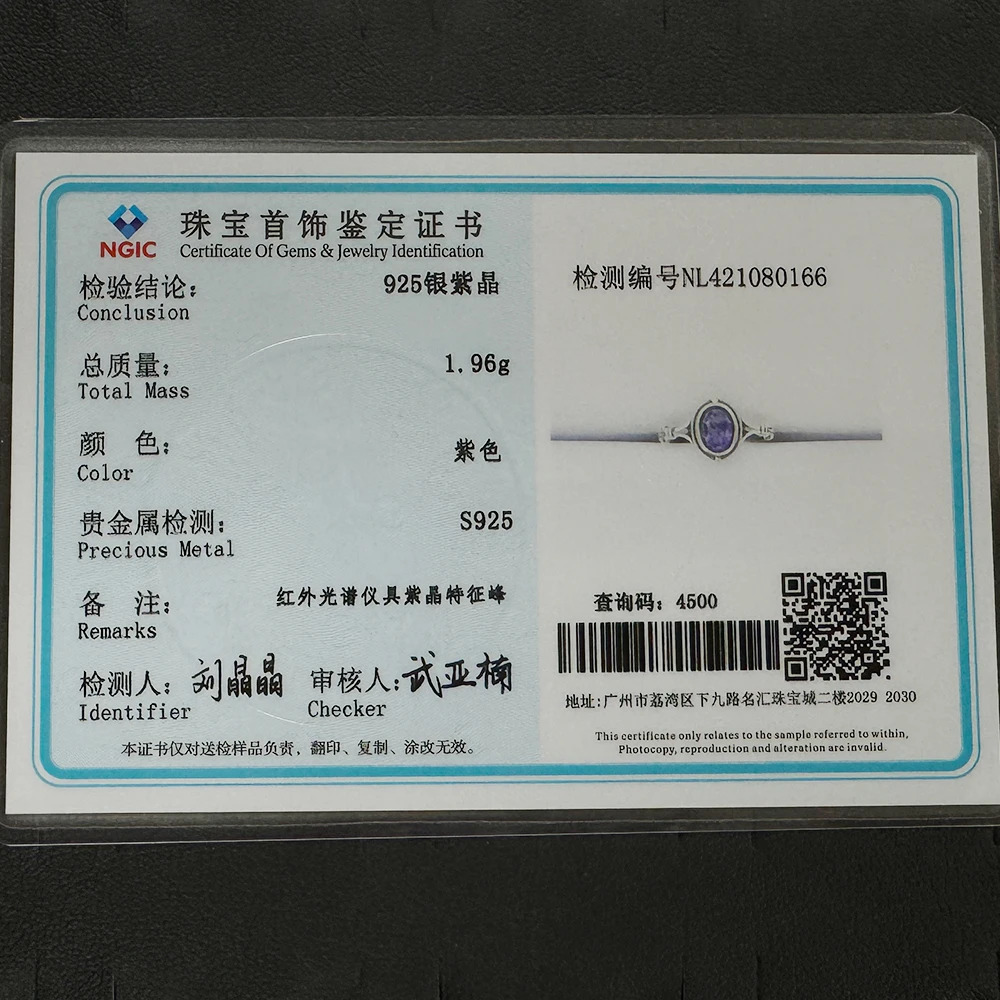 NGIC
珠宝首饰鉴定证书
Certificate Of Gems & Jewelry Identification
检验结论: 925银紫晶
Conclusion
总质量: 1.96g
Total Mass
颜 色: 紫色
Color
贵金属检测: S925
Precious Metal
备 注: 红外光谱仪具紫晶特征峰
Remarks
检测人: 刘晶晶 审核人: 武亚楠
Identifier Checker
本证书仅对送检样品负责，翻印、复制、涂改无效。
检测编号NL421080166
查询码: 4500
地址:广州市荔湾区下九路名汇珠宝城二楼2029 2030
This certificate only relates to the sample referred to within,
Photocopy, reproduction and alteration are invalid.